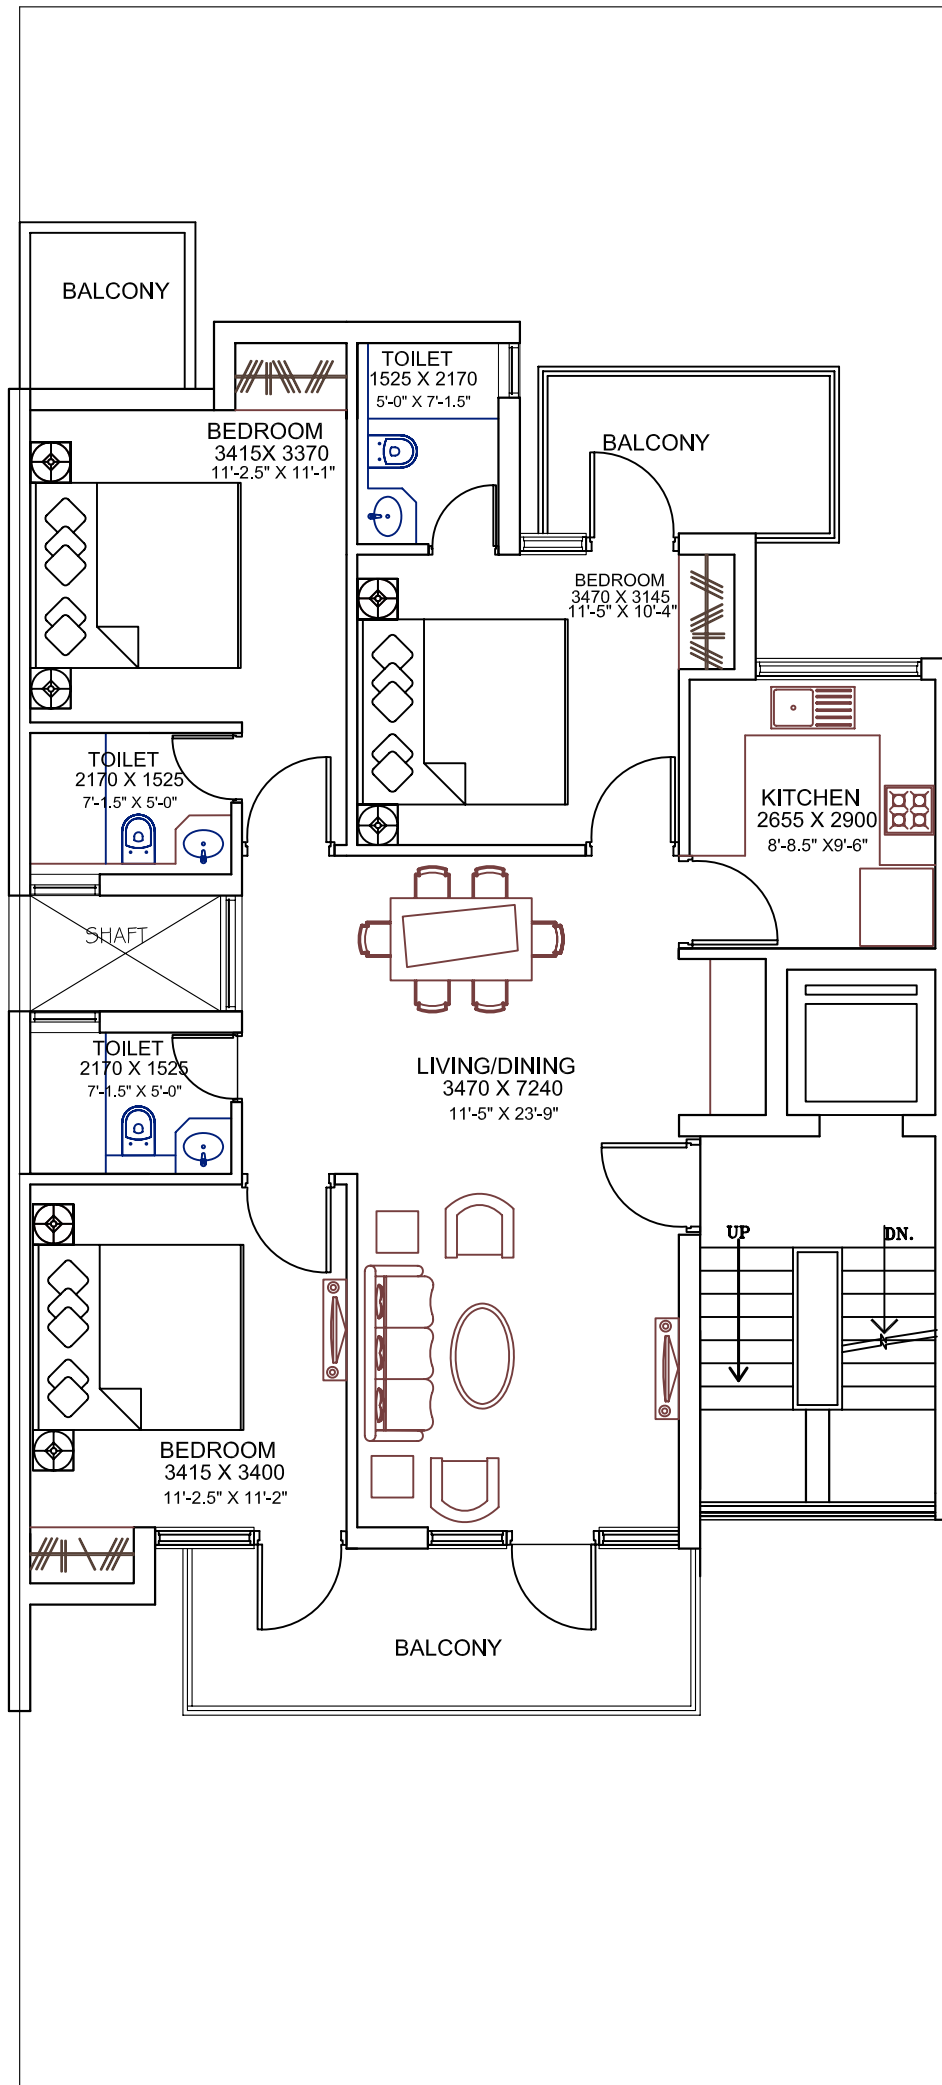 BALCONY
TOILET
1525 X 2170
5'-0" X 7'-1.5"
BEDROOM
3415X 3370
11'-2.5" X 11'-1"
BALCONY
BEDROOM
3470 X 3145
11'-5" X 10'-4"
TOILET
2170 X 1525
7'-1.5" X 5'-0"
KITCHEN
2655 X 2900
8'-8.5" X9'-6"
SHAFT
TOILET
2170 X 1525
7'-1.5" X 5'-0"
LIVING/DINING
3470 X 7240
11'-5" X 23'-9"
UP
DN.
BEDROOM
3415 X 3400
11'-2.5" X 11'-2"
BALCONY